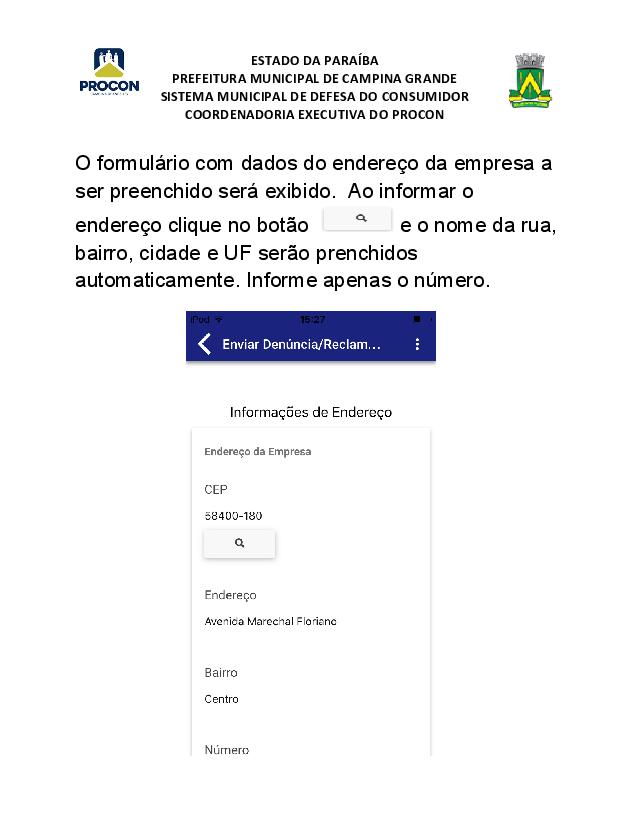 PROCON
ESTADO DA PARAÍBA
PREFEITURA MUNICIPAL DE CAMPINA GRANDE
SISTEMA MUNICIPAL DE DEFESA DO CONSUMIDOR
COORDENADORIA EXECUTIVA DO PROCON
O formulário com dados do endereço da empresa a
ser preenchido será exibido. Ao informar o
endereço clique no botão e o nome da rua,
bairro, cidade e UF serão prenchidos
automaticamente. Informe apenas o número.
iPod 15:27
Enviar Denúncia/Reclam...
Informações de Endereço
Endereço da Empresa
CEP
58400-180
Endereço
Avenida Marechal Floriano
Bairro
Centro
Número